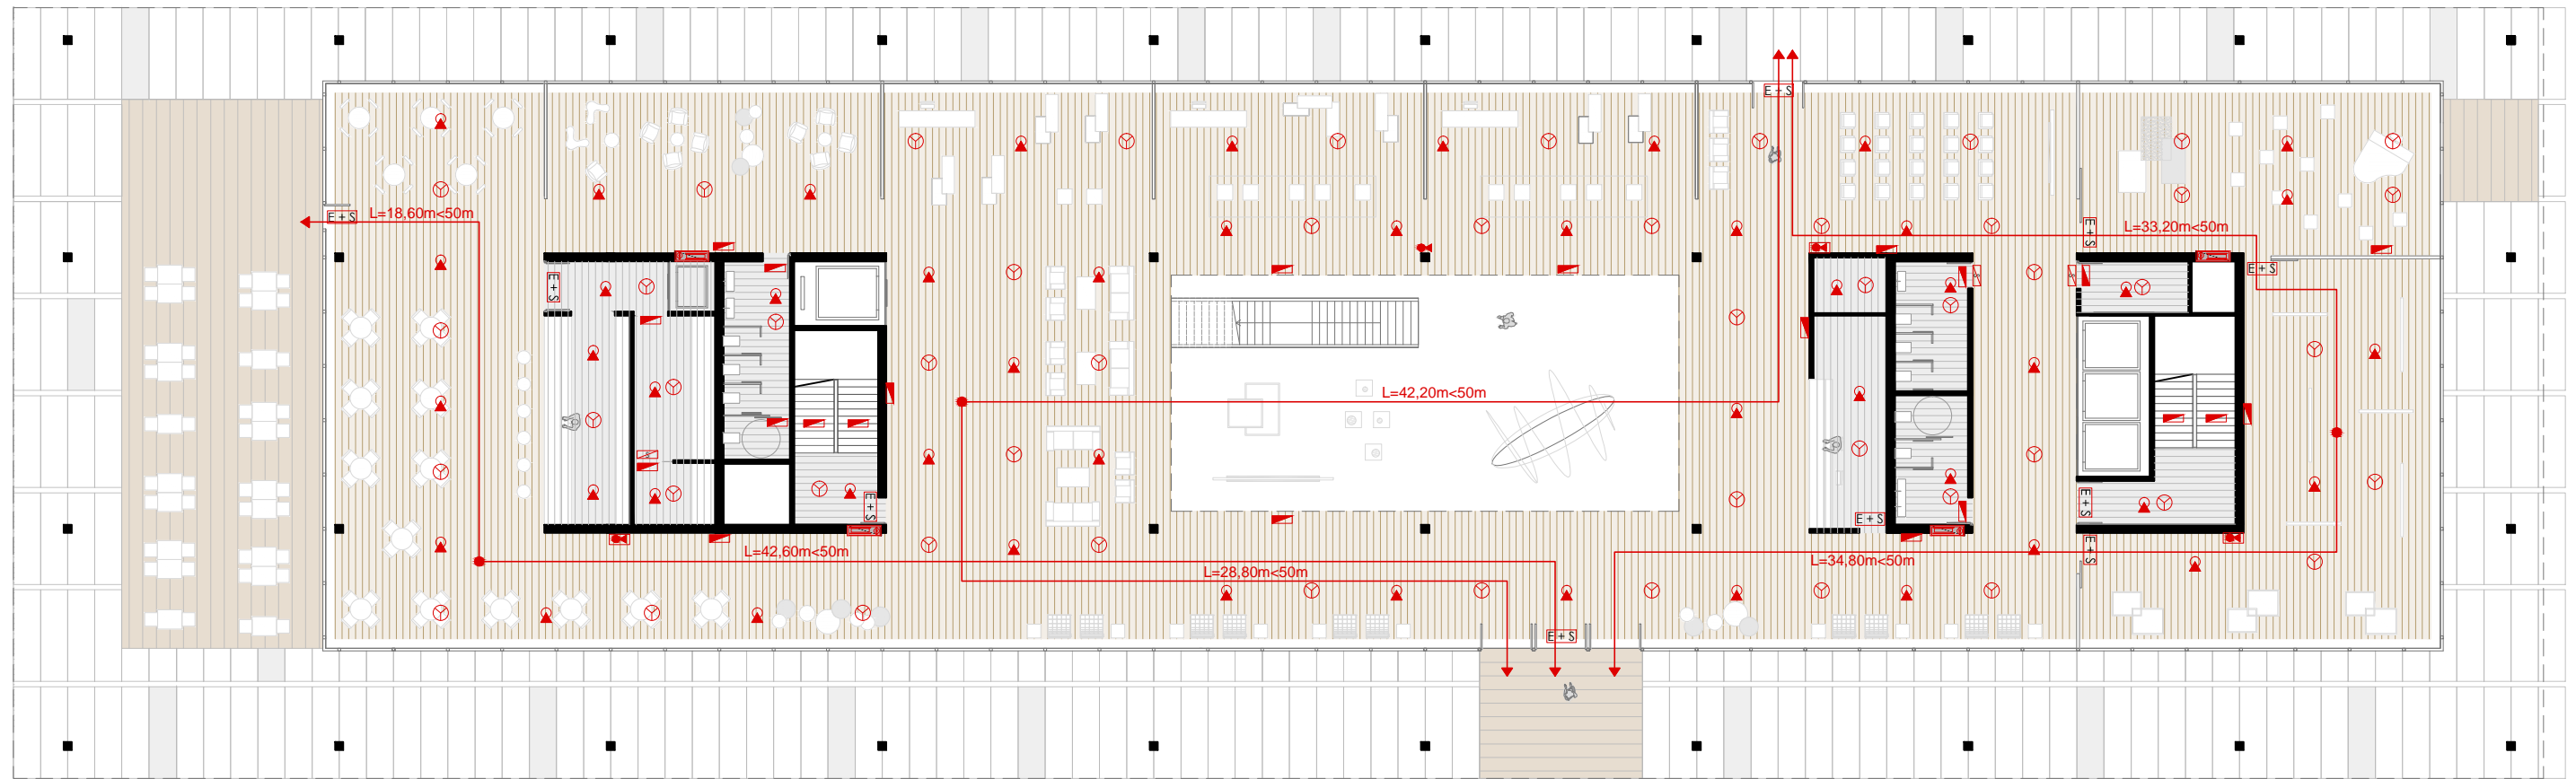 E + S
E + S
L=18,60m<50m
L=33,20m<50m
E + S
E + S
E + S
L=42,20m<50m
E + S
E + S
E + S
L=42,60m<50m
E + S
L=34,80m<50m
L=28,80m<50m
E + S